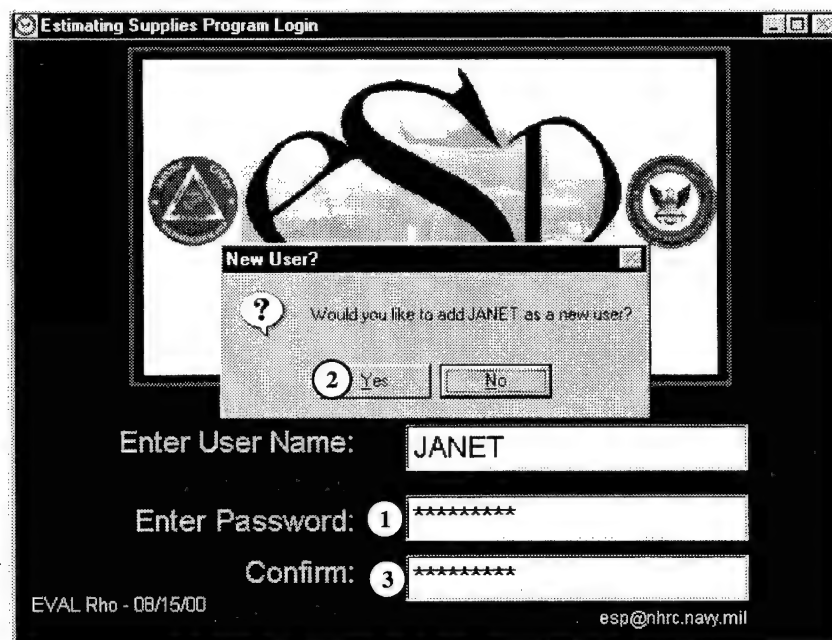 Estimating Supplies Program Login
ESP
New User?
? Would you like to add JANET as a new user?
2 Yes No
Enter User Name: JANET
Enter Password: 1 *********
Confirm: 3 *********
EVAL Rho - 08/15/00
esp@nhrc.navy.mil